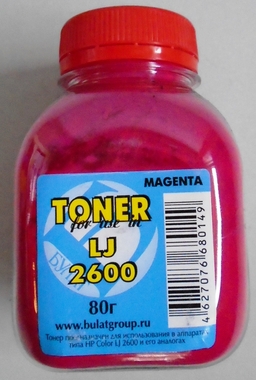 MAGENTA
TONER
for use in
LJ
2600
80г
www.bulatgroup.ru
Тонер предназначен для использования в аппаратах
типа HP Color LJ 2600 и его аналогах
4627076680149